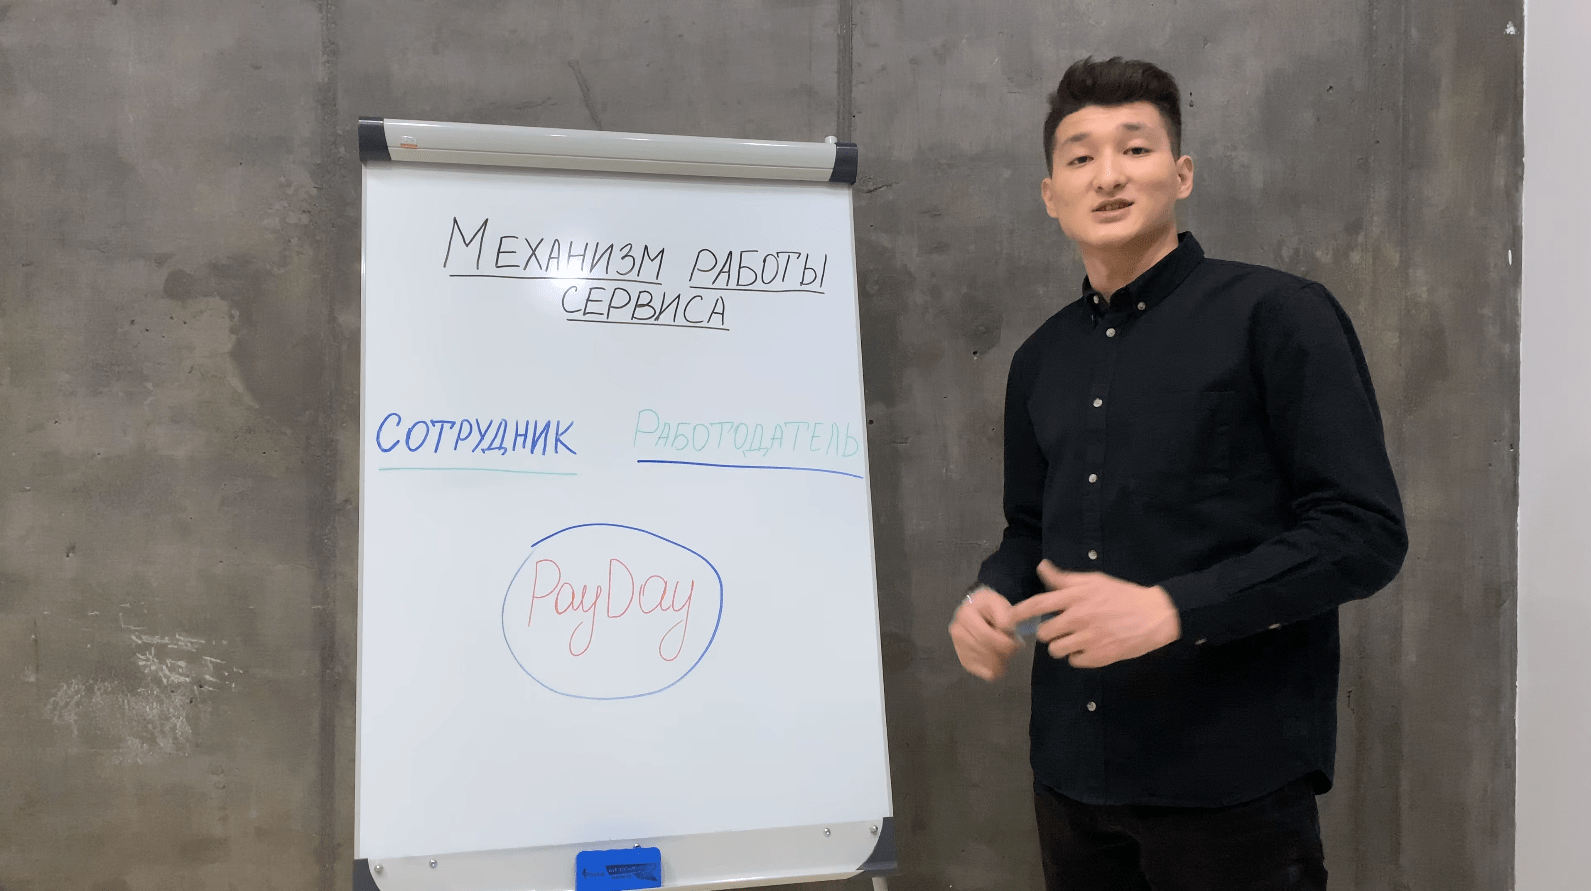 МЕХАНИЗМ РАБОТЫ
СЕРВИСА
СОТРУДНИК РАБОТОДАТЕЛЬ
PayDay